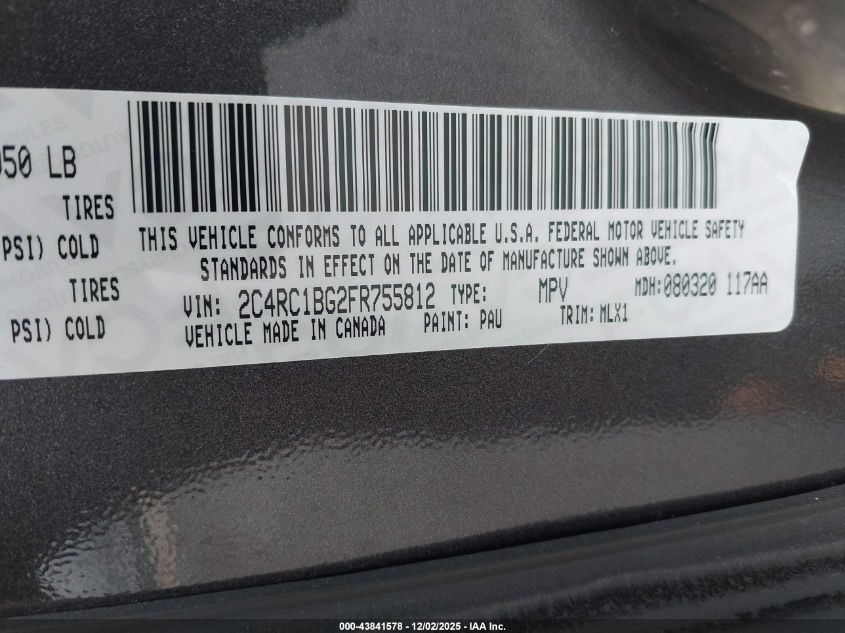 50 LB
TIRES
PSI) COLD
TIRES
PSI) COLD
THIS VEHICLE CONFORMS TO ALL APPLICABLE U.S.A. FEDERAL MOTOR VEHICLE SAFETY
STANDARDS IN EFFECT ON THE DATE OF MANUFACTURE SHOWN ABOVE.
VIN: 2C4RC1BG2FR755812 TYPE: MPV MDH: 080320 117AA
VEHICLE MADE IN CANADA PAINT: PAU TRIM: MLX1
000-43841578 - 12/02/2025 - IAA Inc.